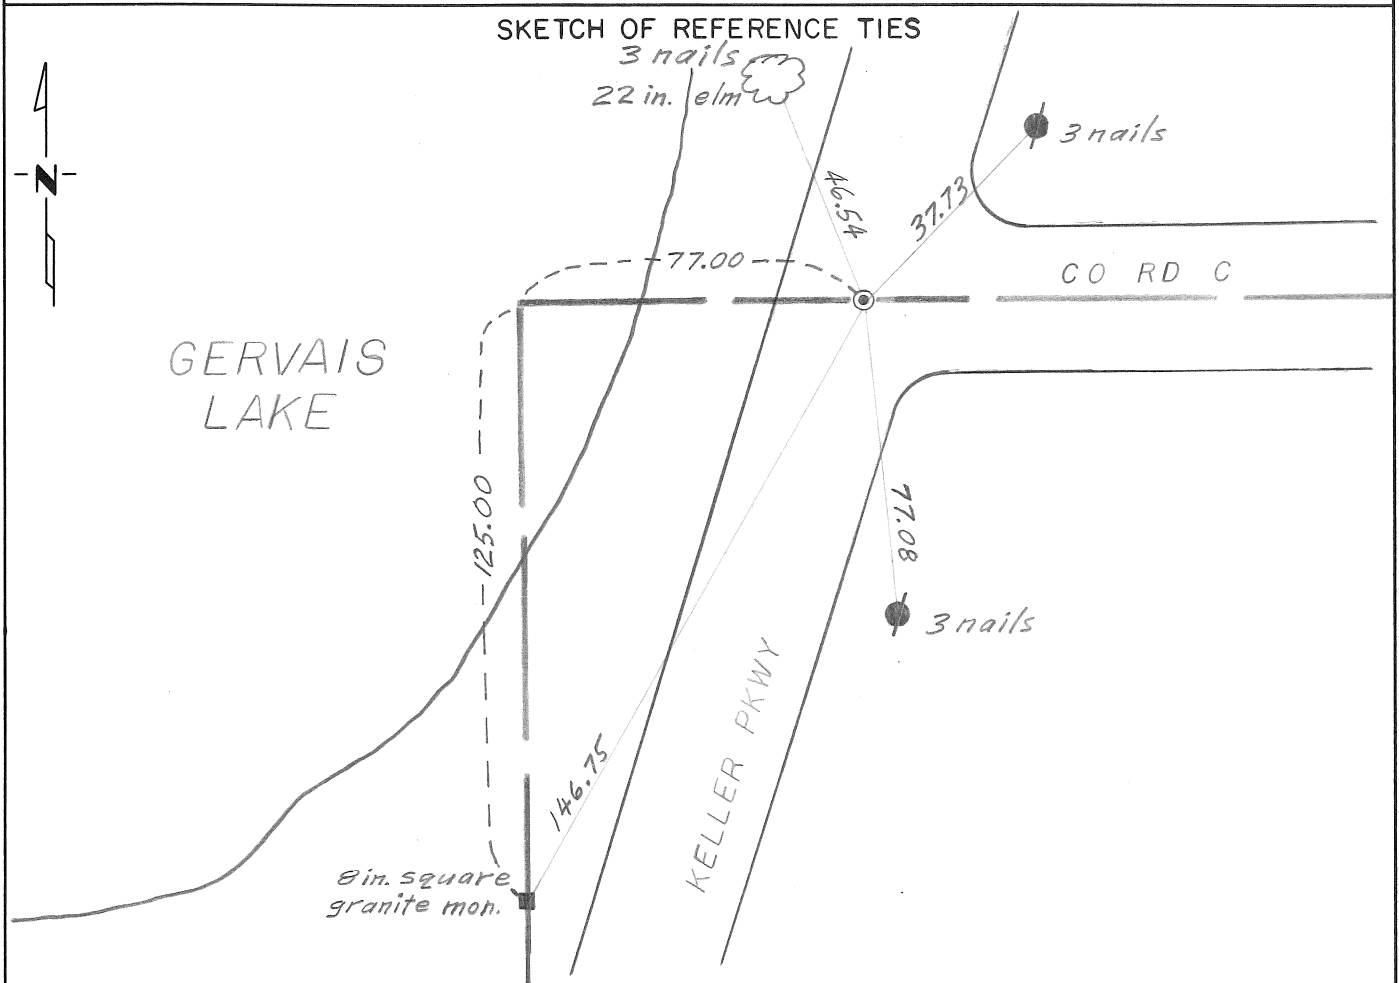 SKETCH OF REFERENCE TIES
3 nails
22 in. elm
3 nails
N
46.54
37.73
77.00
CO RD C
GERVAIS
LAKE
125.00
77.08
3 nails
KELLER PKWY
146.75
8 in. square
granite mon.